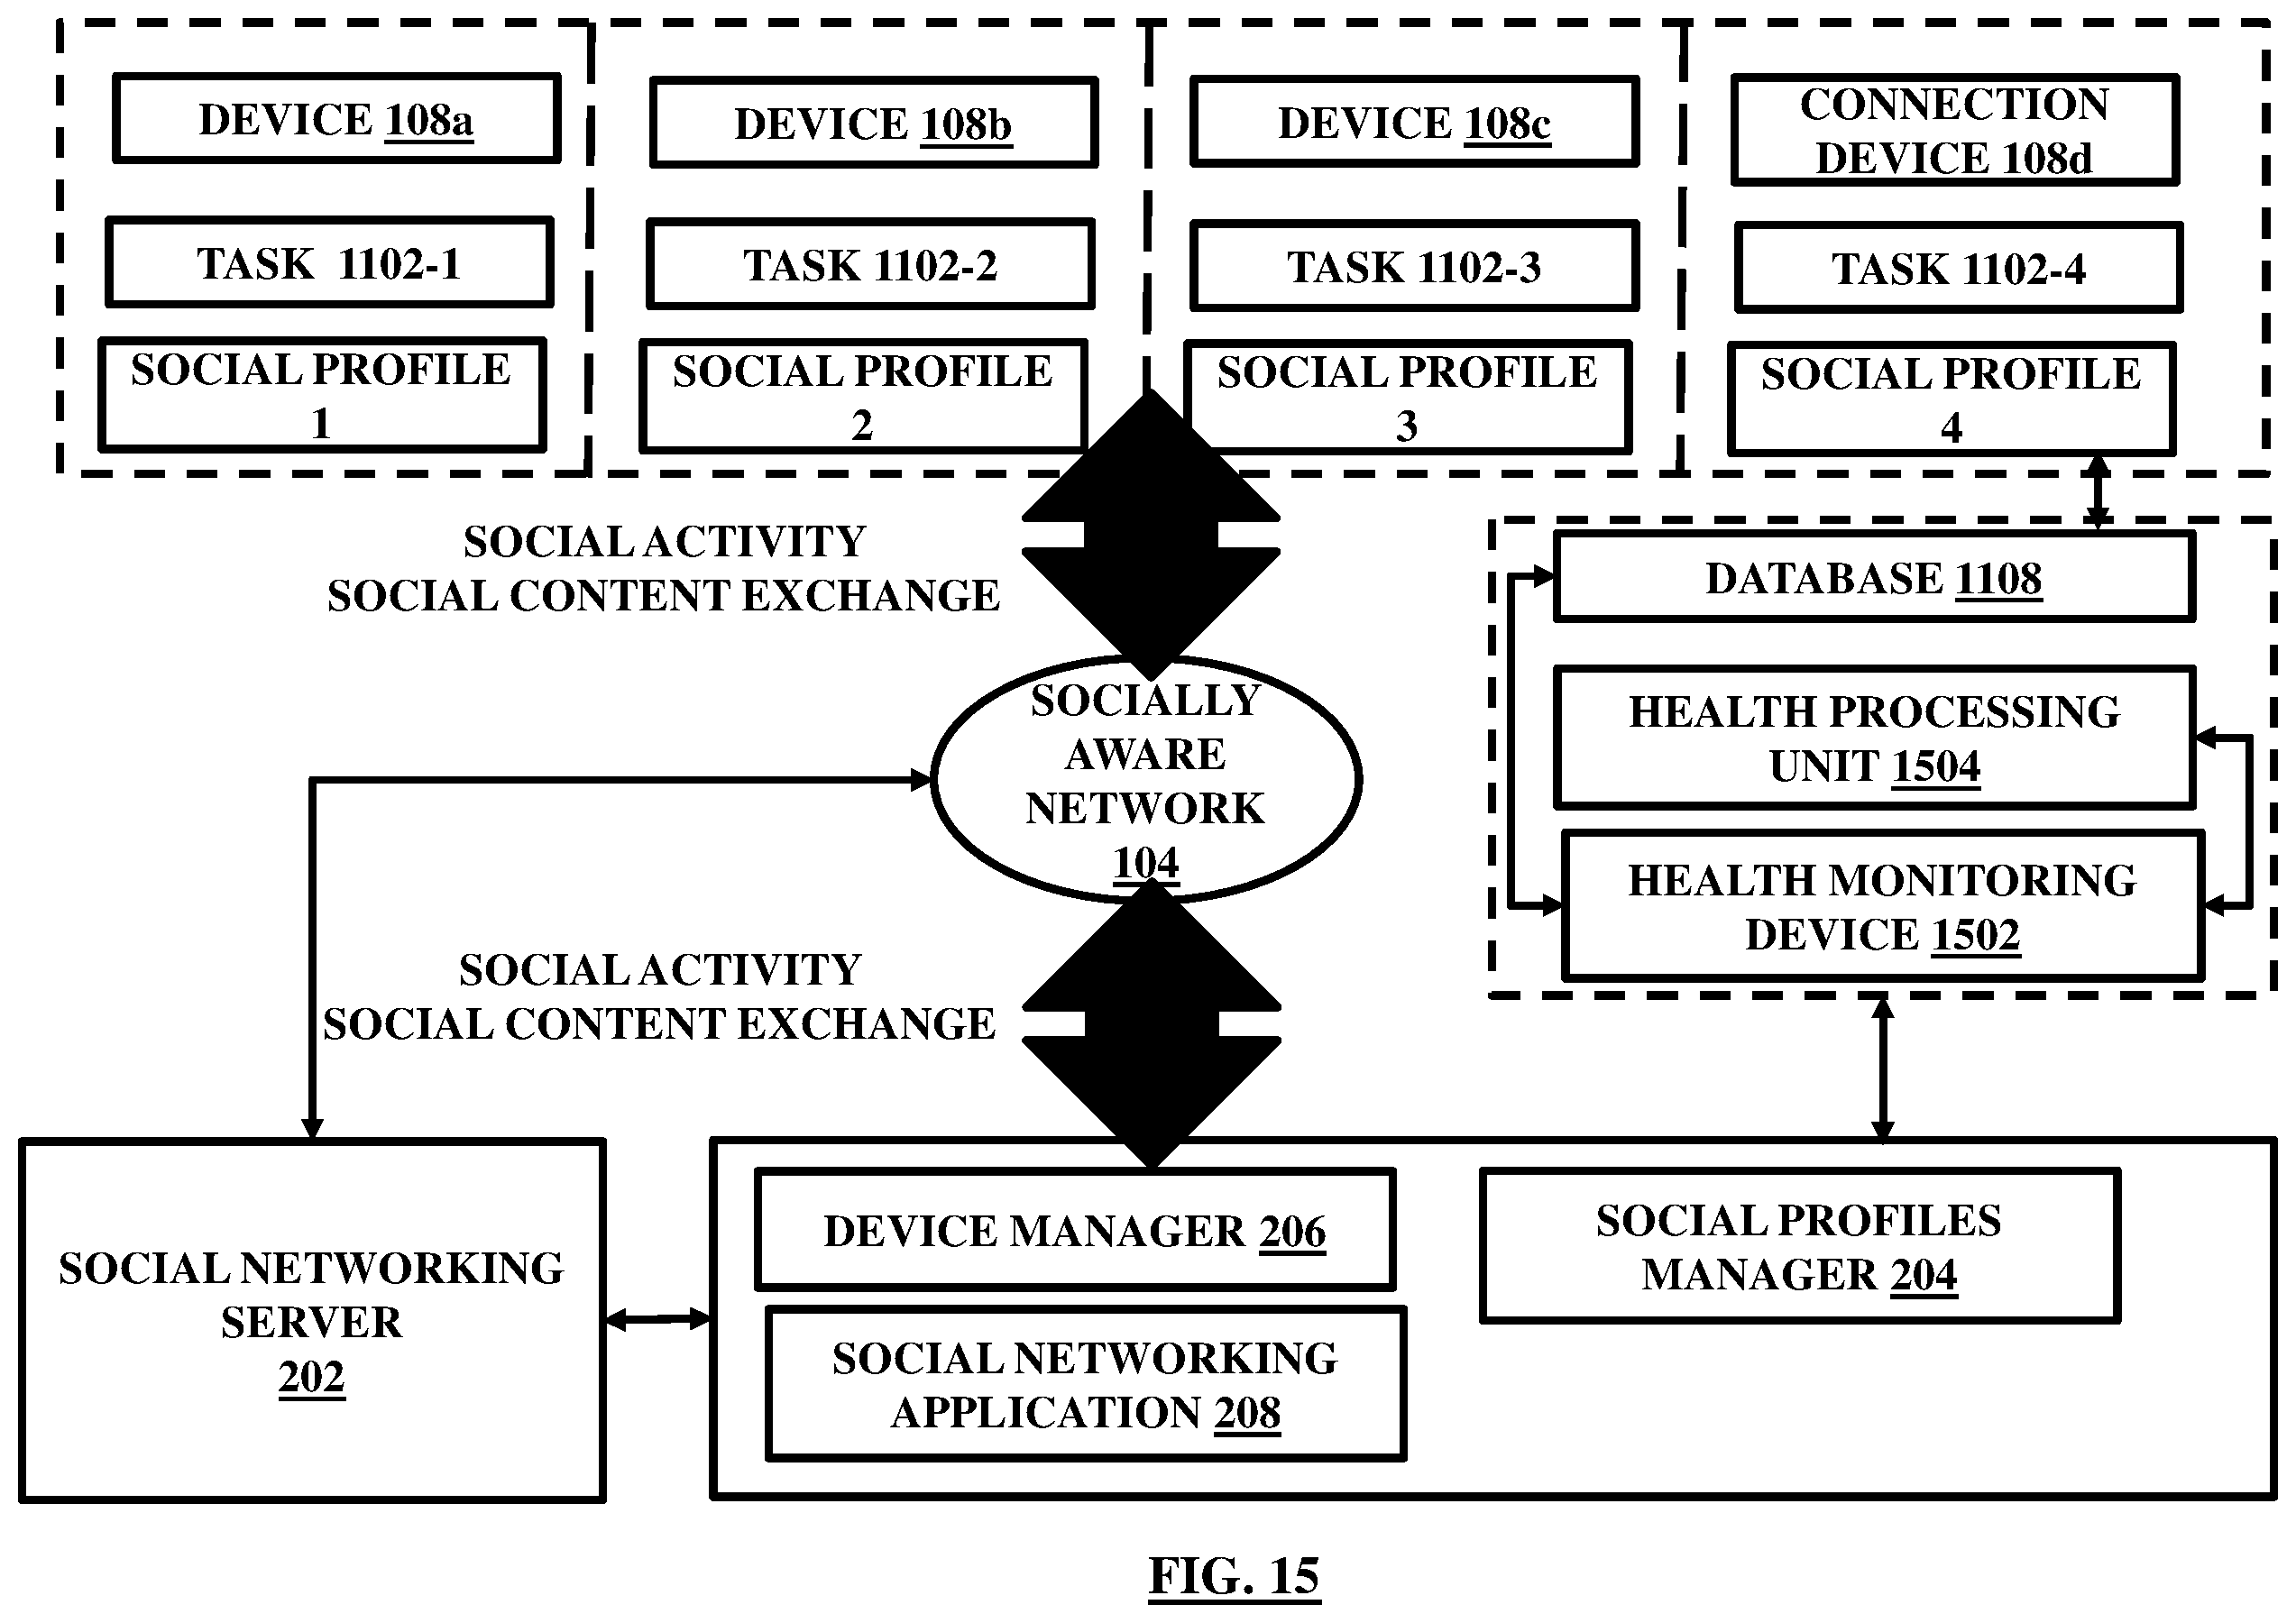 DEVICE 108a
DEVICE 108b
DEVICE 108c
CONNECTION
DEVICE 108d
TASK 1102-1
TASK 1102-2
TASK 1102-3
TASK 1102-4
SOCIAL PROFILE
1
SOCIAL PROFILE
2
SOCIAL PROFILE
3
SOCIAL PROFILE
4
SOCIAL ACTIVITY
SOCIAL CONTENT EXCHANGE
DATABASE 1108
HEALTH PROCESSING
UNIT 1504
HEALTH MONITORING
DEVICE 1502
SOCIALLY
AWARE
NETWORK
104
SOCIAL ACTIVITY
SOCIAL CONTENT EXCHANGE
SOCIAL NETWORKING
SERVER
202
DEVICE MANAGER 206
SOCIAL NETWORKING
APPLICATION 208
SOCIAL PROFILES
MANAGER 204
FIG. 15